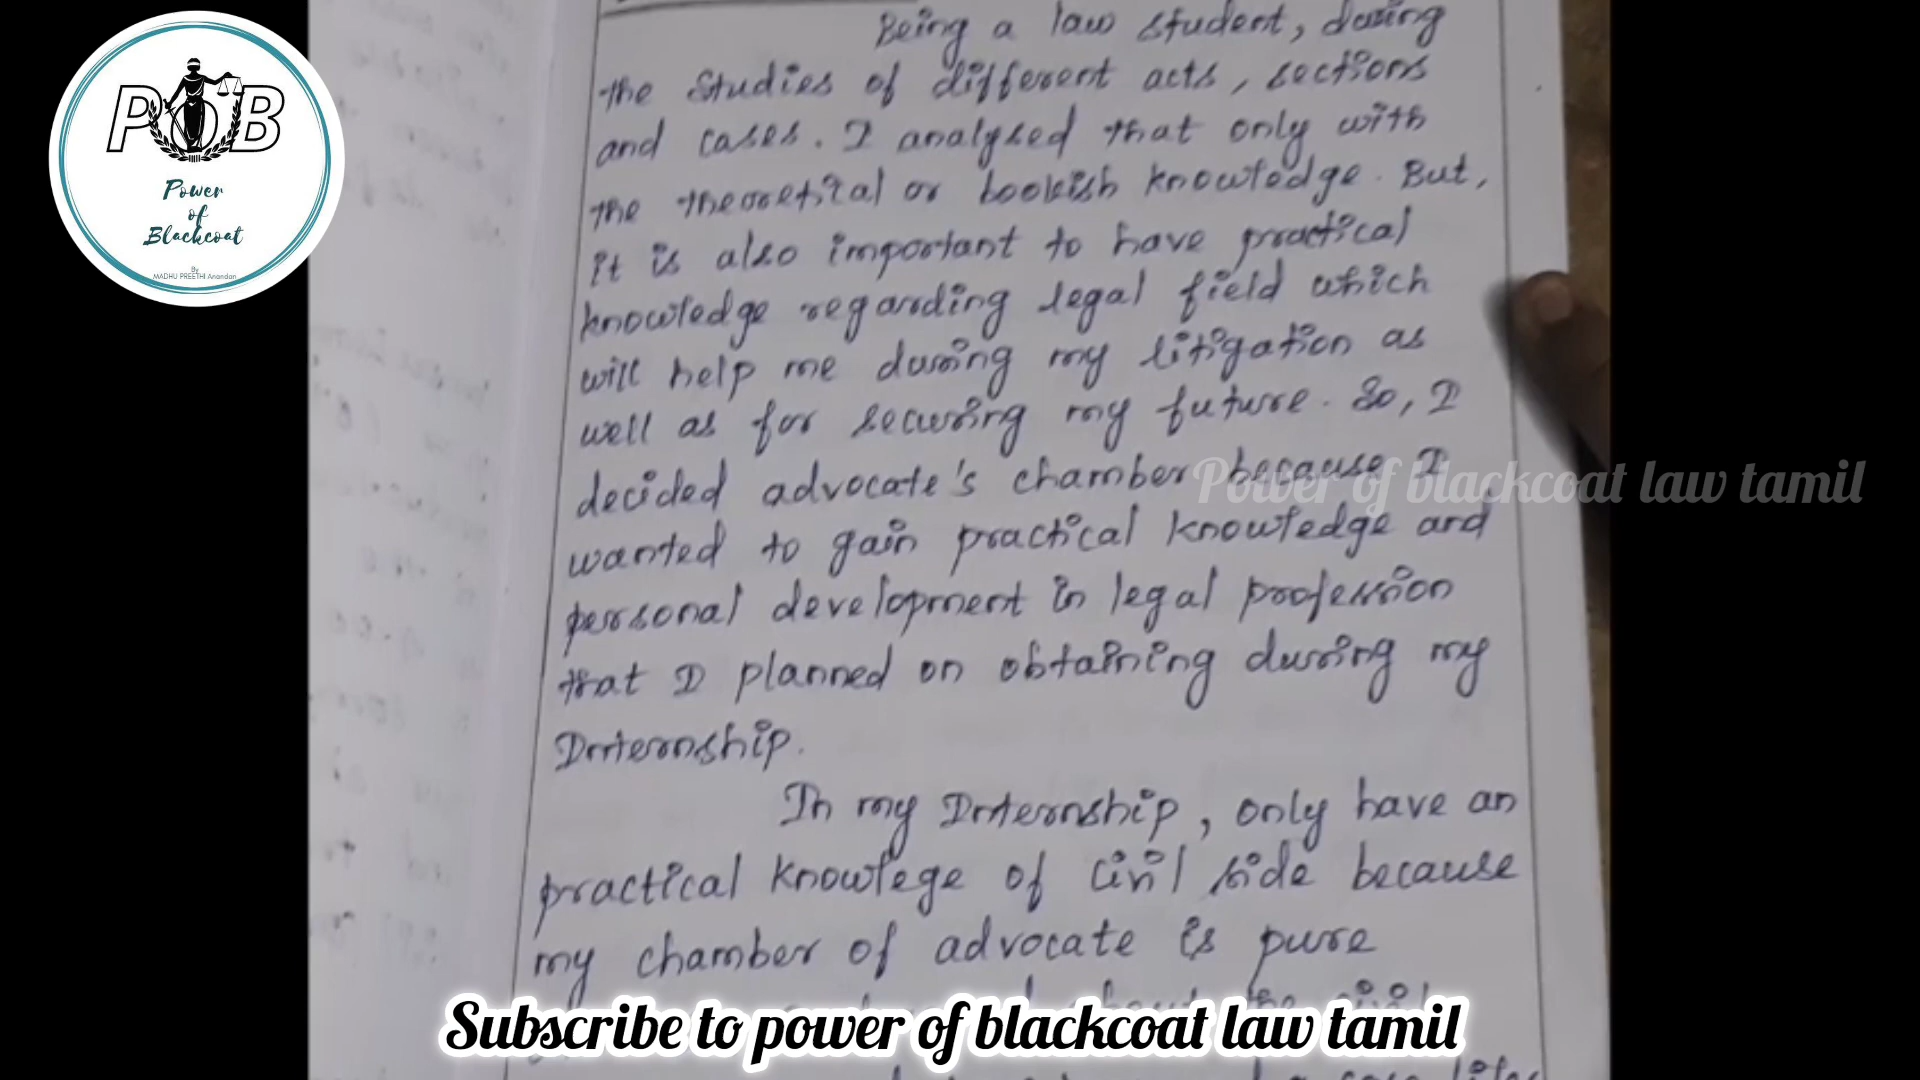 POB
Power
of
Blackcoat
By
MADHU PREETHI Anandan
Being a law student, during
the studies of different acts, sections
and cases. I analysed that only with
the theoretical or bookish knowledge. But,
it is also important to have practical
knowledge regarding legal field which
will help me during my litigation as
well as for securing my future. So, I
decided advocate's chamber because I
wanted to gain practical knowledge and
personal development in legal profession
that I planned on obtaining during my
Internship.
In my Internship, only have an
practical knowlege of civil side because
my chamber of advocate is pure
Power of blackcoat law tamil
Subscribe to power of blackcoat law tamil